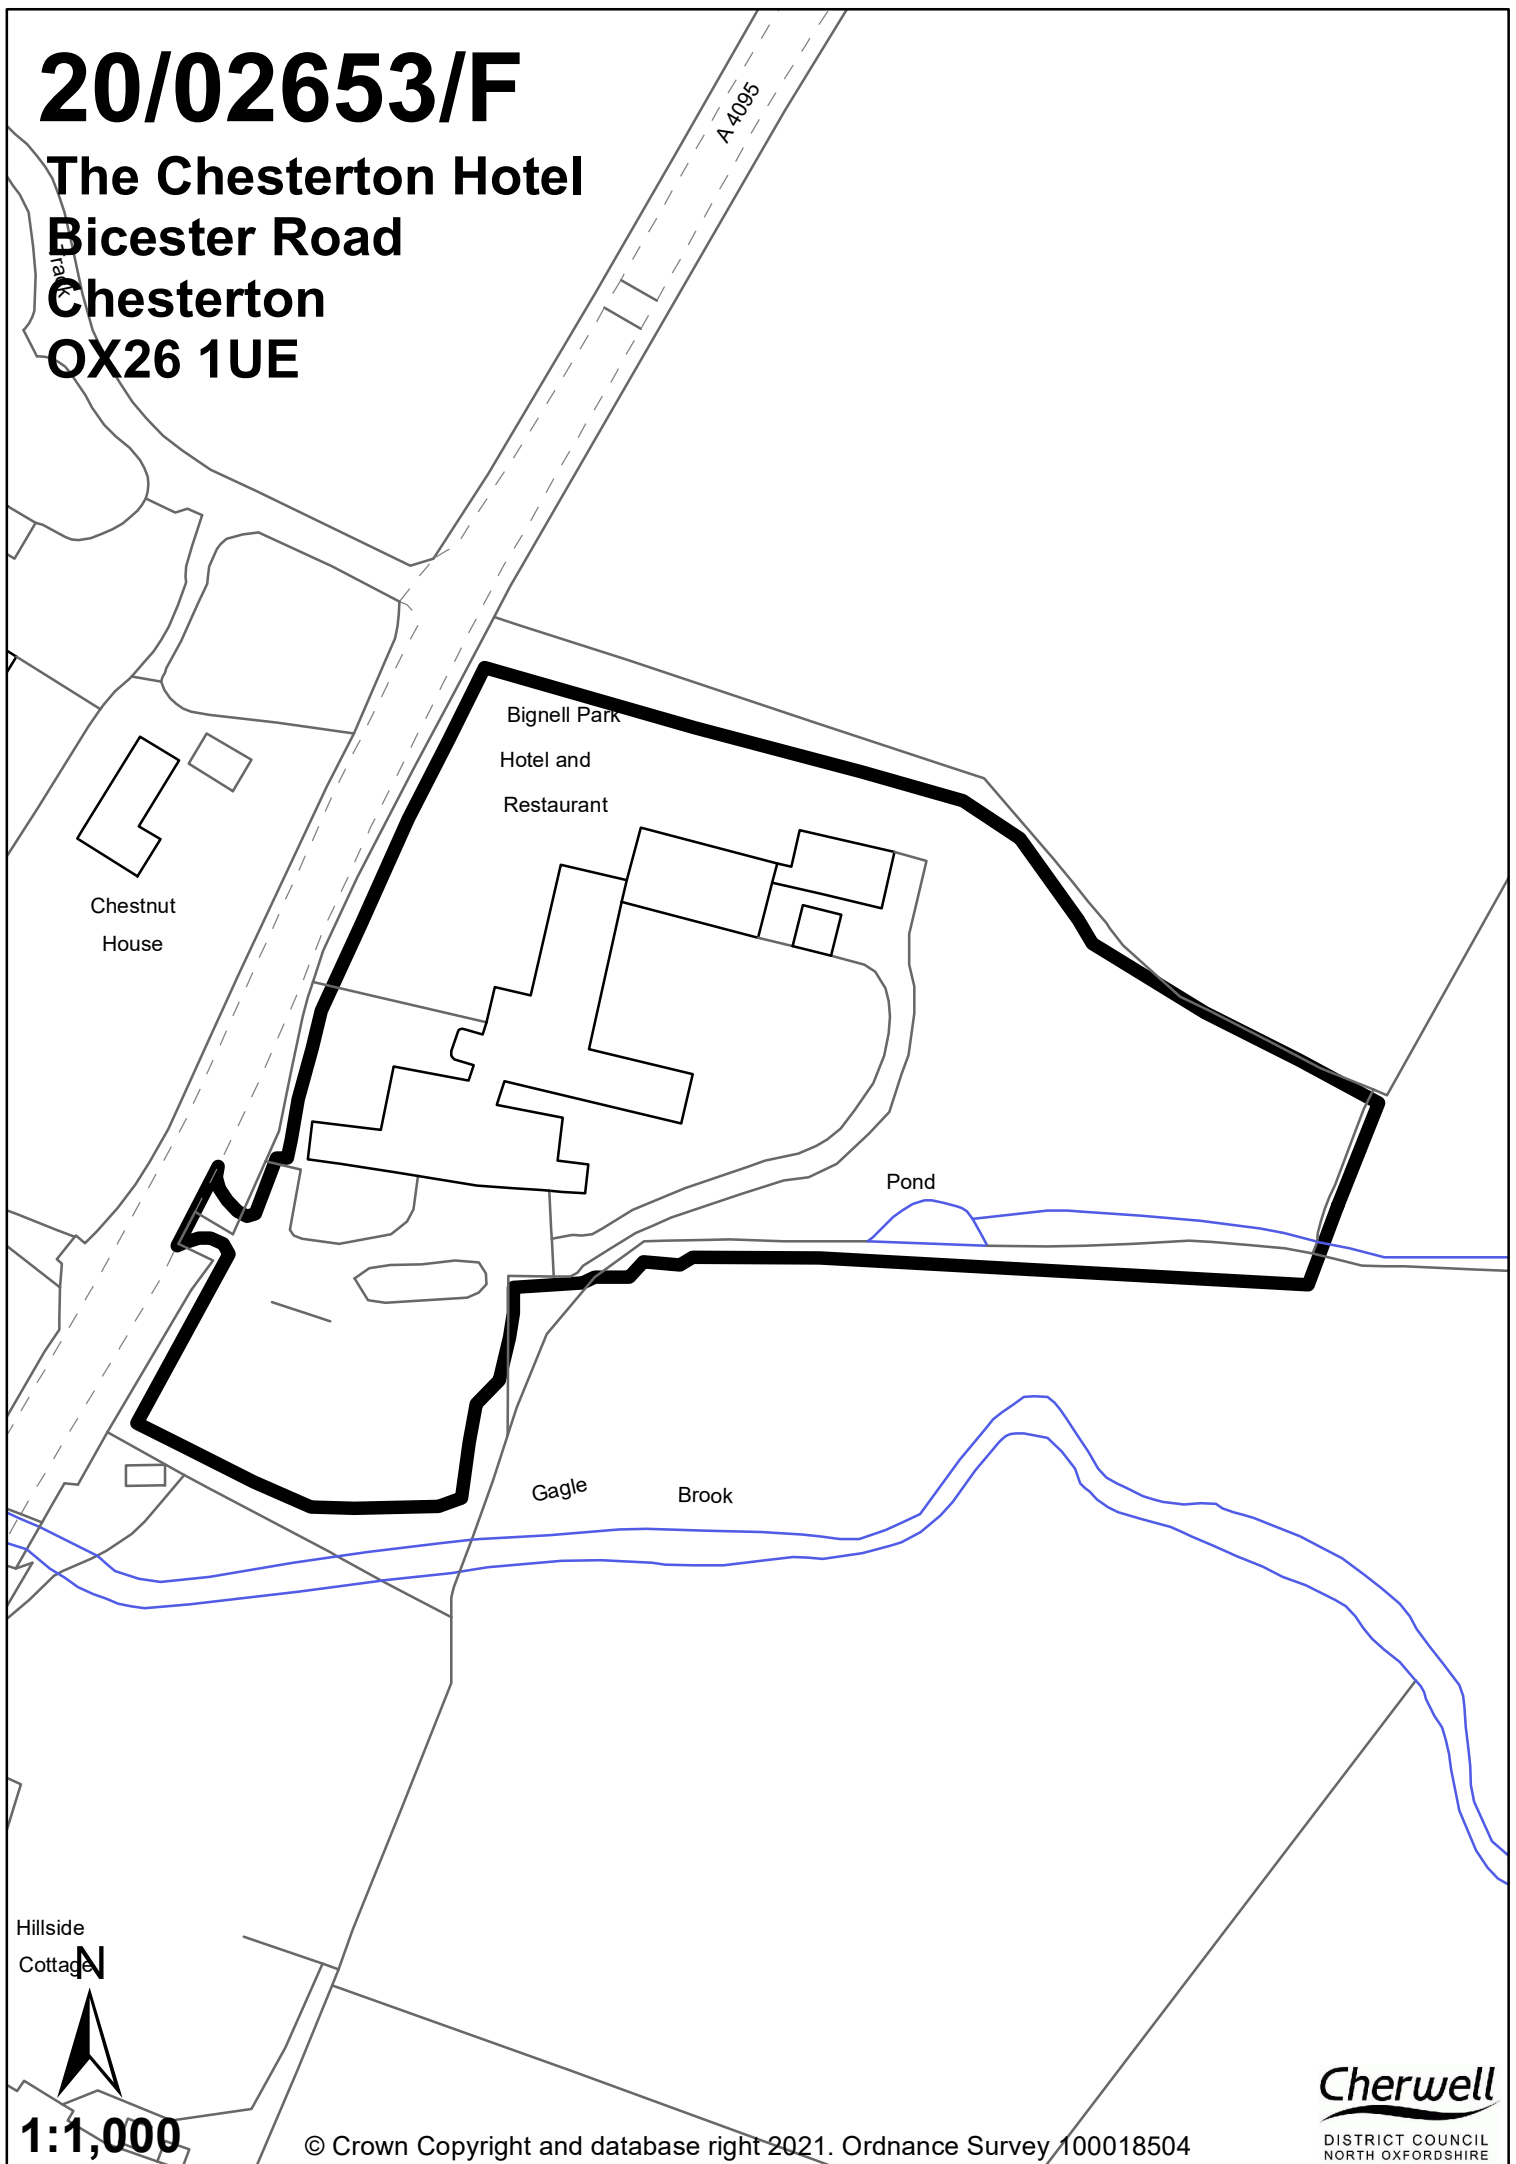 20/02653/F
The Chesterton Hotel
Bicester Road
Chesterton
OX26 1UE
A 4095
Track
Bignell Park
Hotel and
Restaurant
Chestnut
House
Pond
Gagle Brook
Hillside
Cottage
N
1:1,000
© Crown Copyright and database right 2021. Ordnance Survey 100018504
Cherwell
DISTRICT COUNCIL
NORTH OXFORDSHIRE